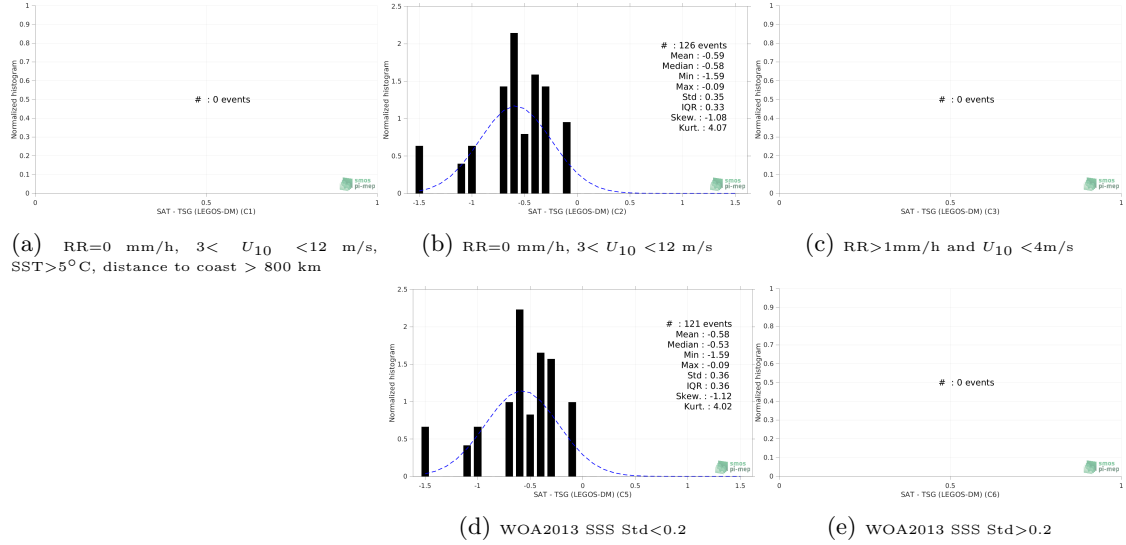 1
0.9
0.8
0.7
0.6
0.5
0.4
0.3
0.2
0.1
0
Normalized histogram
# : 0 events
smos
pi-mep
0 0.5 1
SAT - TSG (LEGOS-DM) (C1)
(a) RR=0 mm/h, 3< U10 <12 m/s,
SST>5°C, distance to coast > 800 km
2.5
2
1.5
1
0.5
0
Normalized histogram
# : 126 events
Mean : -0.59
Median : -0.58
Min : -1.59
Max : -0.09
Std : 0.35
IQR : 0.33
Skew. : -1.08
Kurt. : 4.07
smos
pi-mep
-1.5 -1 -0.5 0 0.5 1 1.5
SAT - TSG (LEGOS-DM) (C2)
(b) RR=0 mm/h, 3< U10 <12 m/s
1
0.9
0.8
0.7
0.6
0.5
0.4
0.3
0.2
0.1
0
Normalized histogram
# : 0 events
smos
pi-mep
0 0.5 1
SAT - TSG (LEGOS-DM) (C3)
(c) RR>1mm/h and U10 <4m/s
2.5
2
1.5
1
0.5
0
Normalized histogram
# : 121 events
Mean : -0.58
Median : -0.53
Min : -1.59
Max : -0.09
Std : 0.36
IQR : 0.36
Skew. : -1.12
Kurt. : 4.02
smos
pi-mep
-1.5 -1 -0.5 0 0.5 1 1.5
SAT - TSG (LEGOS-DM) (C5)
(d) WOA2013 SSS Std<0.2
1
0.9
0.8
0.7
0.6
0.5
0.4
0.3
0.2
0.1
0
Normalized histogram
# : 0 events
smos
pi-mep
0 0.5 1
SAT - TSG (LEGOS-DM) (C6)
(e) WOA2013 SSS Std>0.2